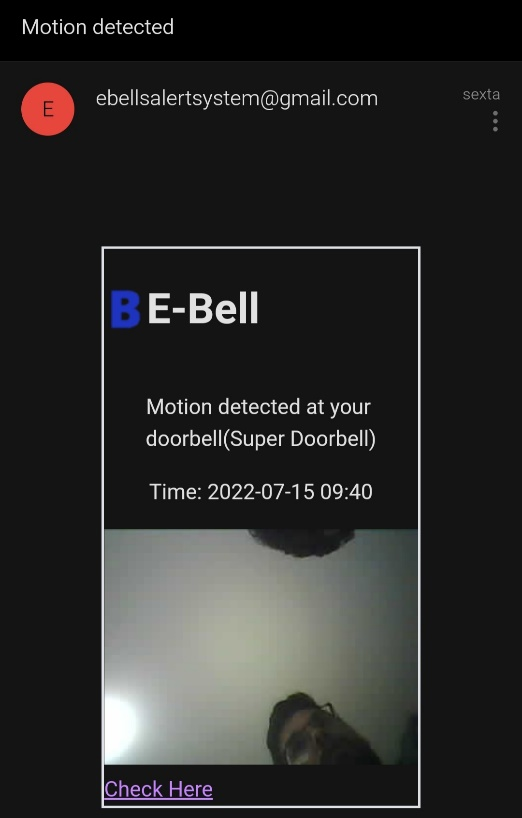 Motion detected
E
ebellsalertsystem@gmail.com
sexta
B E-Bell
Motion detected at your
doorbell(Super Doorbell)
Time: 2022-07-15 09:40
Check Here